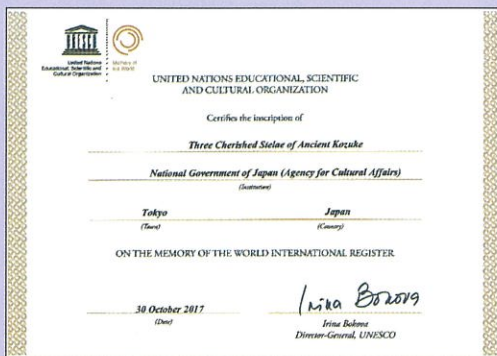 United Nations
Educational, Scientific and
Cultural Organization
Memory of
the World
UNITED NATIONS EDUCATIONAL, SCIENTIFIC
AND CULTURAL ORGANIZATION
Certifies the inscription of
Three Cherished Stelae of Ancient Kozuke
National Government of Japan (Agency for Cultural Affairs)
(Institution)
Tokyo Japan
(Town) (Country)
ON THE MEMORY OF THE WORLD INTERNATIONAL REGISTER
Irina Bokova
30 October 2017
(Date)
Irina Bokova
Director-General, UNESCO